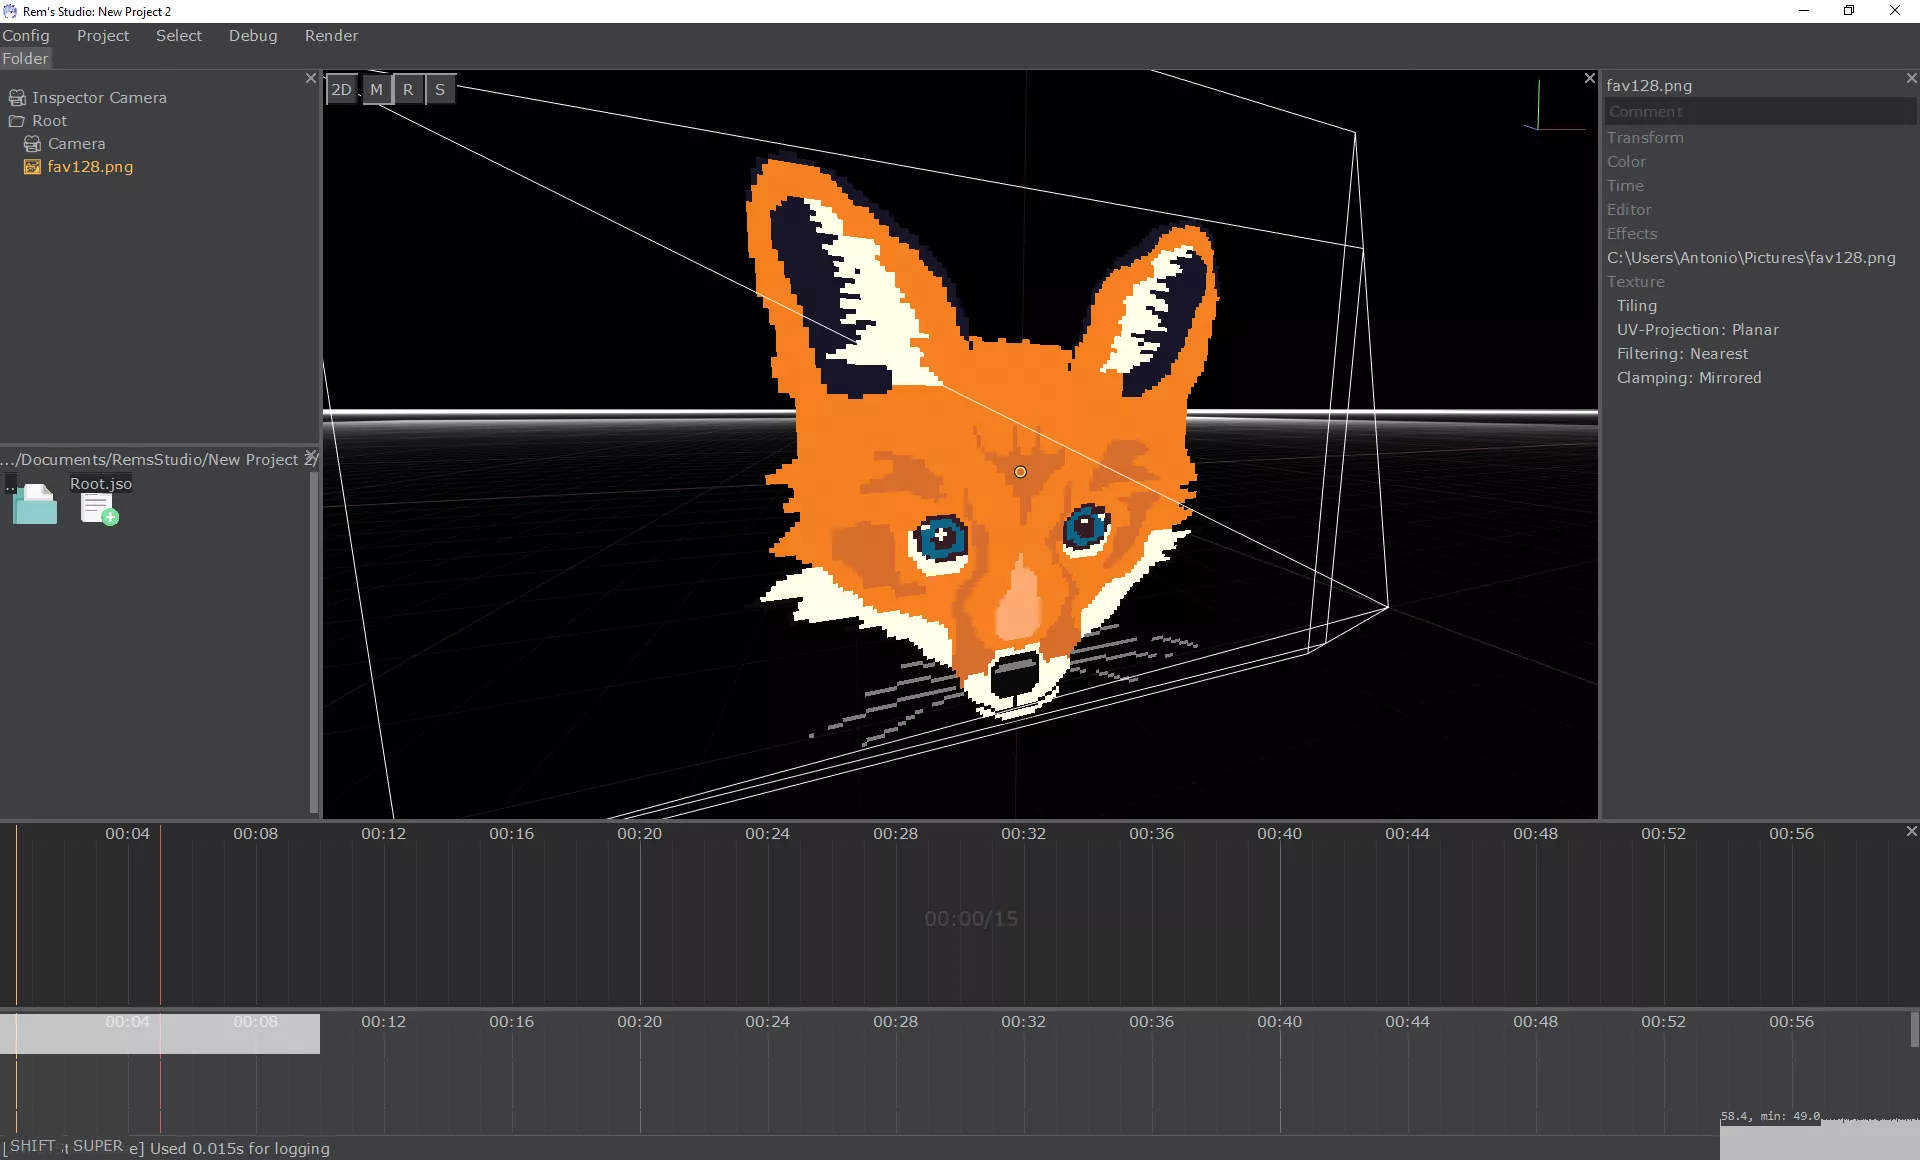 Rem's Studio: New Project 2
Config Project Select Debug Render
Folder
Inspector Camera
Root
Camera
fav128.png
.../Documents/RemsStudio/New Project 2/
..
Root.jso
2D M R S
fav128.png
Comment
Transform
Color
Time
Editor
Effects
C:\Users\Antonio\Pictures\fav128.png
Texture
Tiling
UV-Projection: Planar
Filtering: Nearest
Clamping: Mirrored
00:04 00:08 00:12 00:16 00:20 00:24 00:28 00:32 00:36 00:40 00:44 00:48 00:52 00:56
00:00/15
00:04 00:08 00:12 00:16 00:20 00:24 00:28 00:32 00:36 00:40 00:44 00:48 00:52 00:56
58.4, min: 49.0
SHIFT SUPER e] Used 0.015s for logging